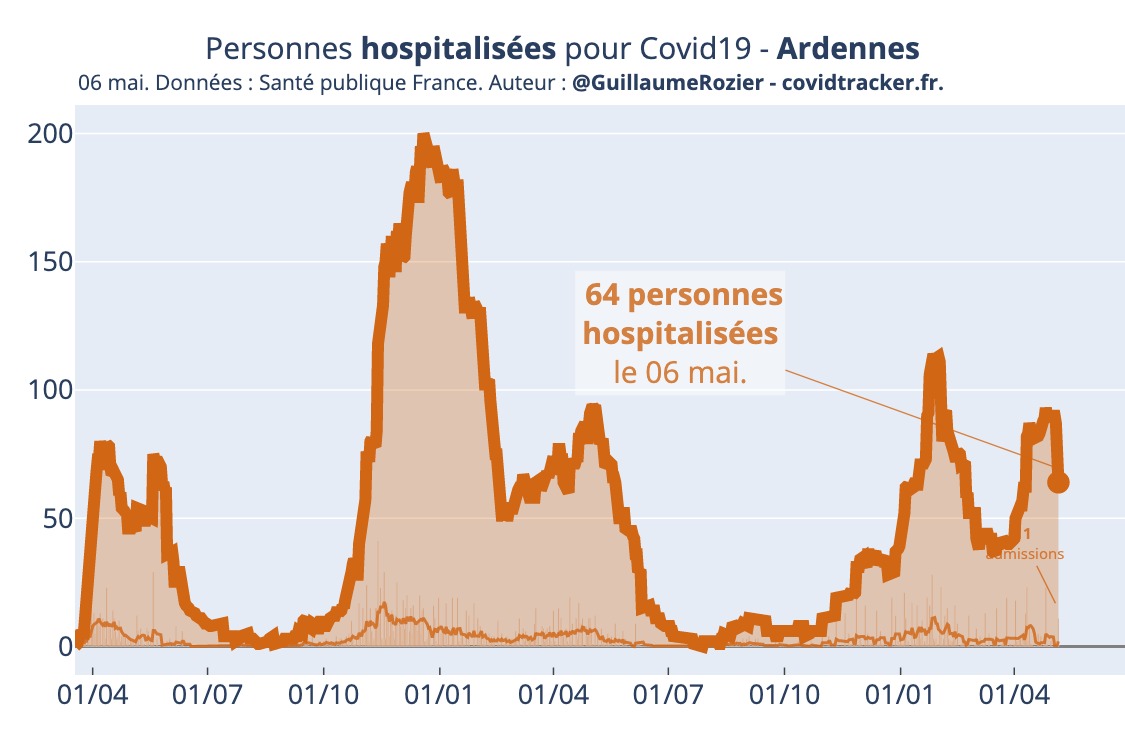 Personnes hospitalisées pour Covid19 - Ardennes
06 mai. Données : Santé publique France. Auteur : @GuillaumeRozier - covidtracker.fr.
200
150
100
50
0
64 personnes
hospitalisées
le 06 mai.
1
admissions
01/04 01/07 01/10 01/01 01/04 01/07 01/10 01/01 01/04